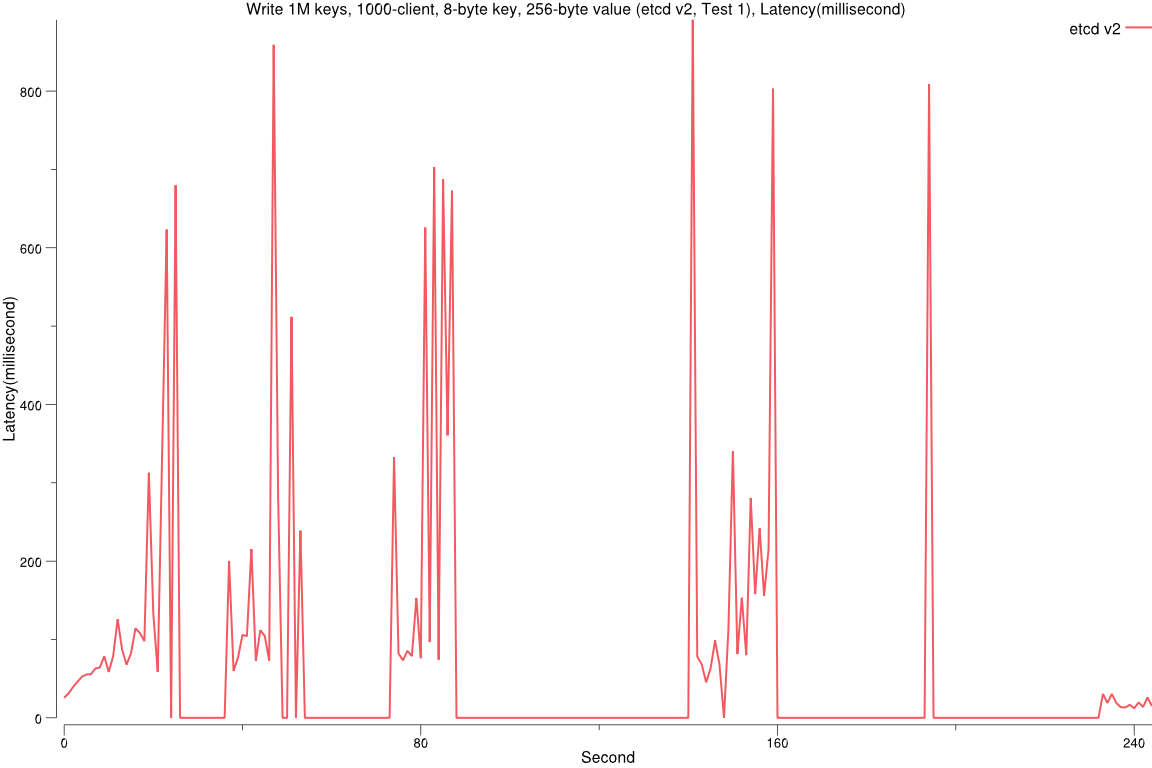 Write 1M keys, 1000-client, 8-byte key, 256-byte value (etcd v2, Test 1), Latency(millisecond)
etcd v2
800
600
400
200
0
Latency(millisecond)
0 80 160 240
Second